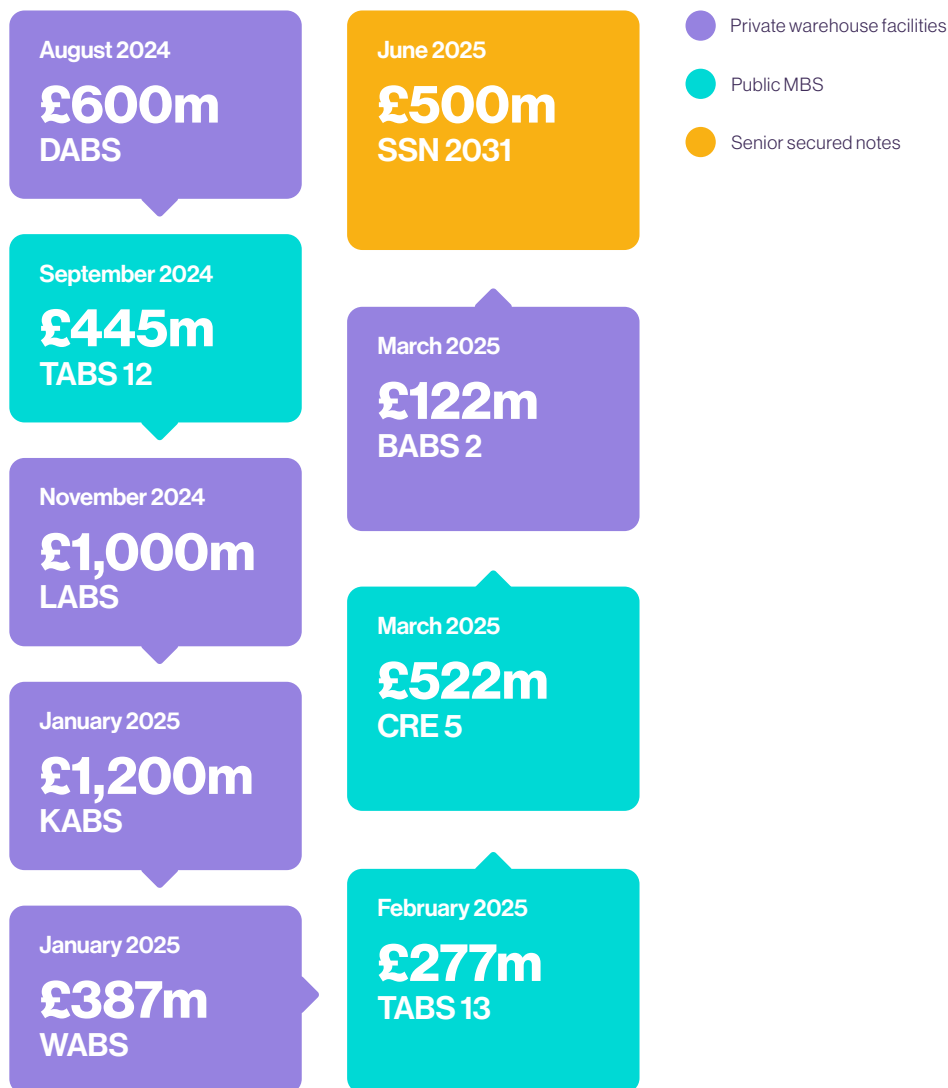 August 2024
£600m
DABS
September 2024
£445m
TABS 12
November 2024
£1,000m
LABS
January 2025
£1,200m
KABS
January 2025
£387m
WABS
June 2025
£500m
SSN 2031
March 2025
£122m
BABS 2
March 2025
£522m
CRE 5
February 2025
£277m
TABS 13
Private warehouse facilities
Public MBS
Senior secured notes